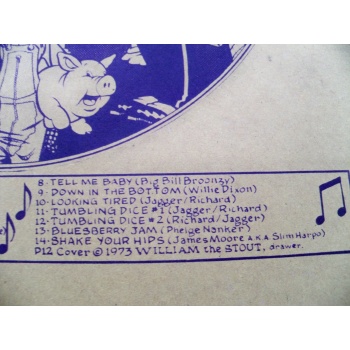 8- TELL ME BABY (Big Bill Broonzy)
9- DOWN IN THE BOTTOM (Willie Dixon)
10- LOOKING TIRED (Jagger/Richard)
11- TUMBLING DICE #1 (Jagger/Richard)
12- TUMBLING DICE #2 (Richard/Jagger)
13- BLUESBERRY JAM (Phelge Nanker)
14- SHAKE YOUR HIPS (James Moore A.K.A. Slim Harpo)
P12 Cover © 1973 WILLIAM the STOUT, drawer.